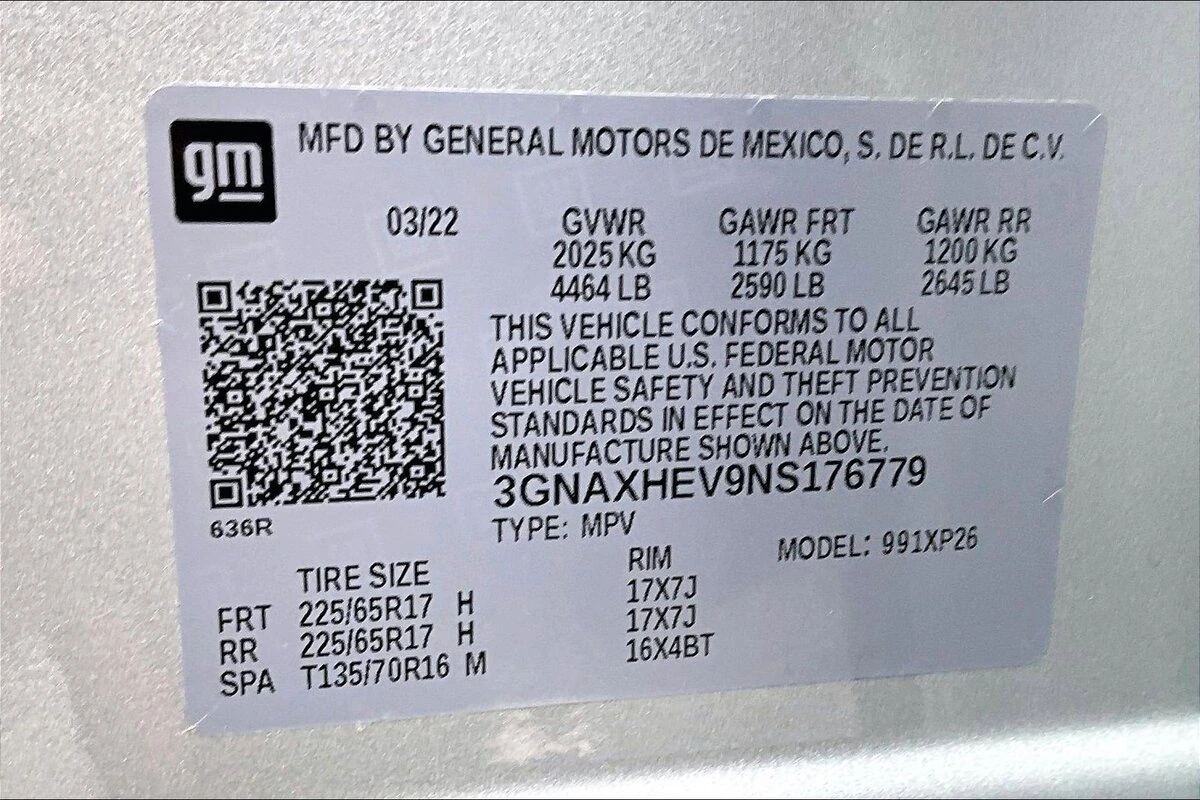 gm MFD BY GENERAL MOTORS DE MEXICO, S. DE R.L. DE C.V.
03/22 GVWR GAWR FRT GAWR RR
2025 KG 1175 KG 1200 KG
4464 LB 2590 LB 2645 LB
THIS VEHICLE CONFORMS TO ALL
APPLICABLE U.S. FEDERAL MOTOR
VEHICLE SAFETY AND THEFT PREVENTION
STANDARDS IN EFFECT ON THE DATE OF
MANUFACTURE SHOWN ABOVE.
3GNAXHEV9NS176779
636R
TYPE: MPV MODEL: 991XP26
TIRE SIZE RIM
FRT 225/65R17 H 17X7J
RR 225/65R17 H 17X7J
SPA T135/70R16 M 16X4BT